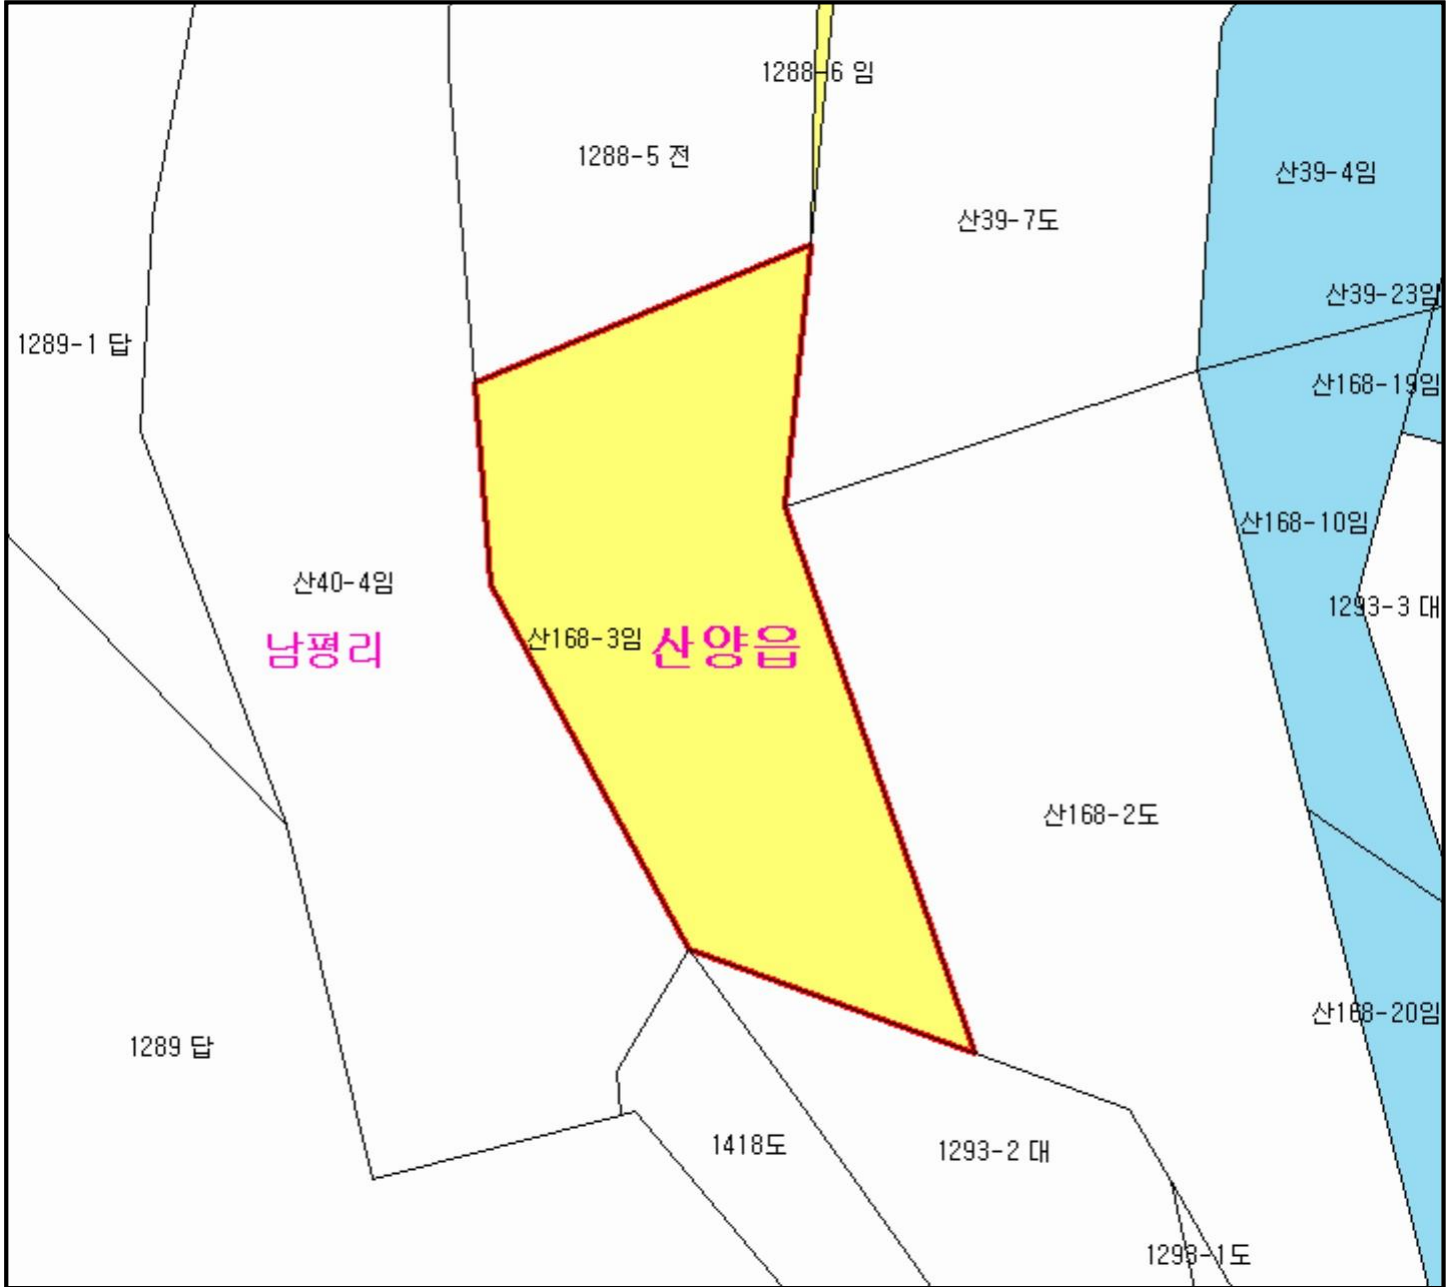 1288-6 임
1288-5 전
산39-4임
산39-7도
산39-23임
1289-1 답
산168-19임
산168-10임
산40-4임
1293-3 대
산168-3임
산양읍
남평리
산168-2도
산168-20임
1289 답
1418도
1293-2 대
1293-1도